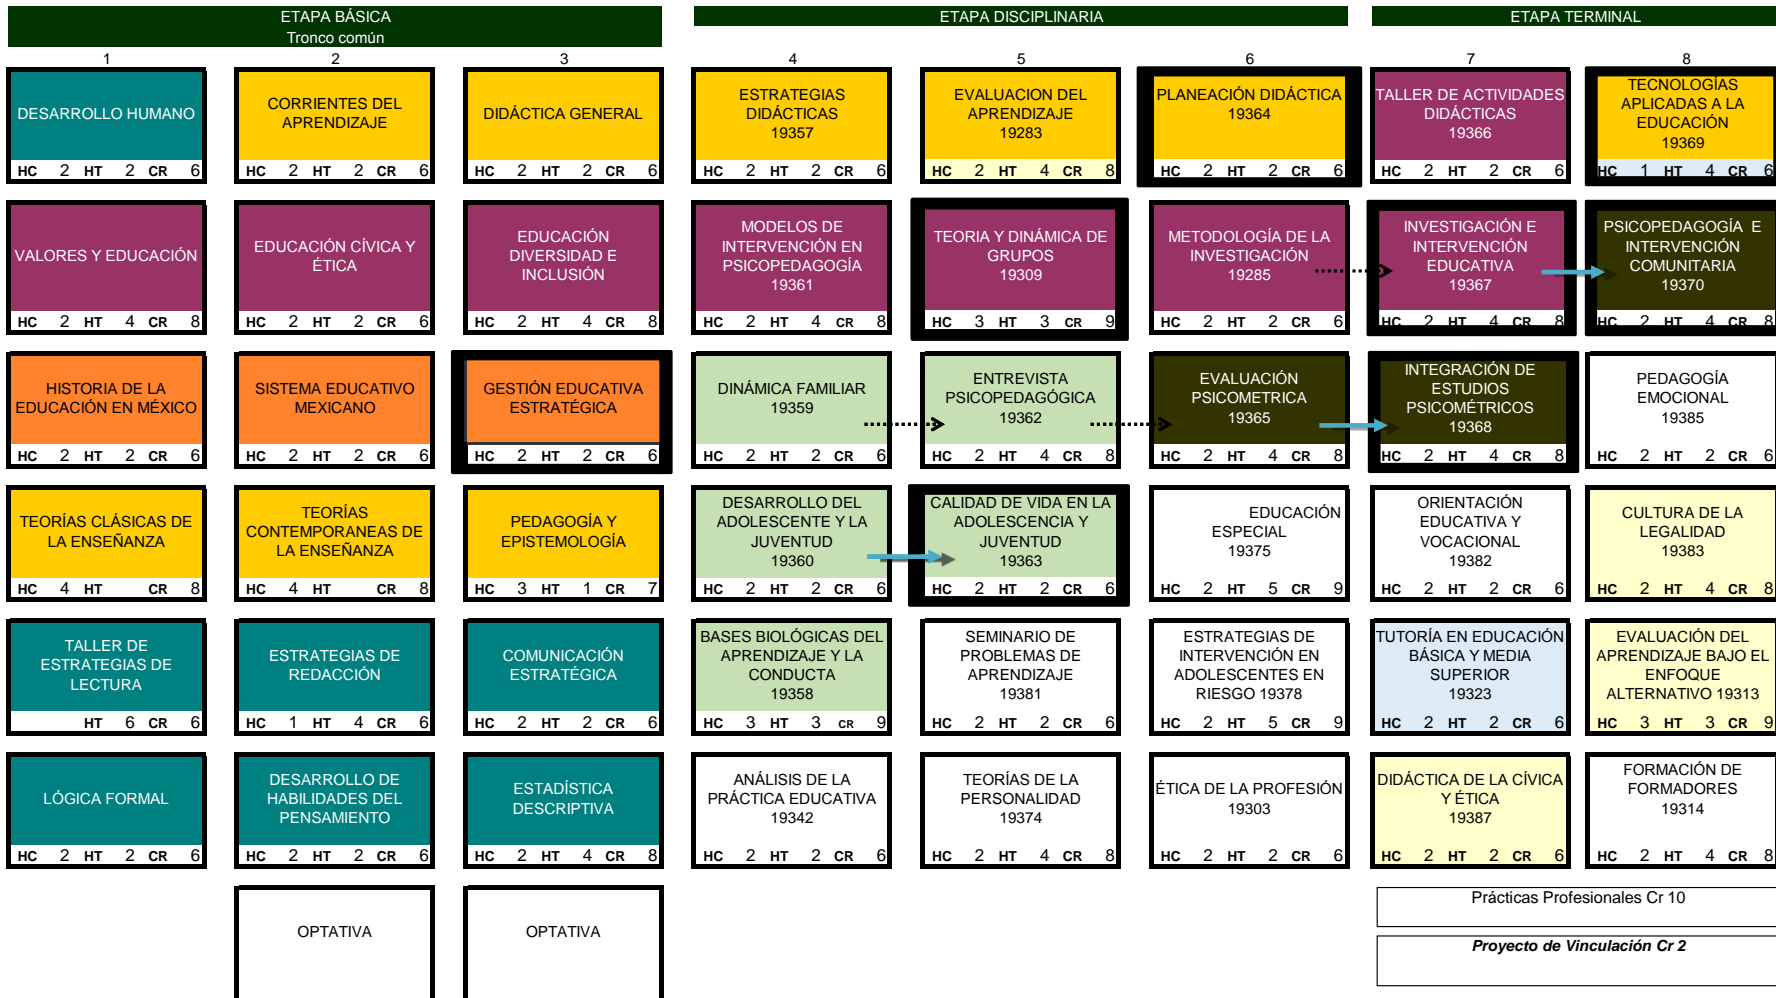 ETAPA BÁSICA
Tronco común
ETAPA DISCIPLINARIA
ETAPA TERMINAL
1
2
3
4
5
6
7
8
DESARROLLO HUMANO
HC 2 HT 2 CR 6
CORRIENTES DEL
APRENDIZAJE
HC 2 HT 2 CR 6
DIDÁCTICA GENERAL
HC 2 HT 2 CR 6
ESTRATEGIAS
DIDÁCTICAS
19357
HC 2 HT 2 CR 6
EVALUACION DEL
APRENDIZAJE
19283
HC 2 HT 4 CR 8
PLANEACIÓN DIDÁCTICA
19364
HC 2 HT 2 CR 6
TALLER DE ACTIVIDADES
DIDÁCTICAS
19366
HC 2 HT 2 CR 6
TECNOLOGÍAS
APLICADAS A LA
EDUCACIÓN
19369
HC 1 HT 4 CR 6
VALORES Y EDUCACIÓN
HC 2 HT 4 CR 8
EDUCACIÓN CÍVICA Y
ÉTICA
HC 2 HT 2 CR 6
EDUCACIÓN
DIVERSIDAD E
INCLUSIÓN
HC 2 HT 4 CR 8
MODELOS DE
INTERVENCIÓN EN
PSICOPEDAGOGÍA
19361
HC 2 HT 4 CR 8
TEORIA Y DINÁMICA DE
GRUPOS
19309
HC 3 HT 3 CR 9
METODOLOGÍA DE LA
INVESTIGACIÓN
19285
HC 2 HT 2 CR 6
INVESTIGACIÓN E
INTERVENCIÓN
EDUCATIVA
19367
HC 2 HT 4 CR 8
PSICOPEDAGOGÍA E
INTERVENCIÓN
COMUNITARIA
19370
HC 2 HT 4 CR 8
HISTORIA DE LA
EDUCACIÓN EN MÉXICO
HC 2 HT 2 CR 6
SISTEMA EDUCATIVO
MEXICANO
HC 2 HT 2 CR 6
GESTIÓN EDUCATIVA
ESTRATÉGICA
HC 2 HT 2 CR 6
DINÁMICA FAMILIAR
19359
HC 2 HT 2 CR 6
ENTREVISTA
PSICOPEDAGÓGICA
19362
HC 2 HT 4 CR 8
EVALUACIÓN
PSICOMETRICA
19365
HC 2 HT 4 CR 8
INTEGRACIÓN DE
ESTUDIOS
PSICOMÉTRICOS
19368
HC 2 HT 4 CR 8
PEDAGOGÍA
EMOCIONAL
19385
HC 2 HT 2 CR 6
TEORÍAS CLÁSICAS DE
LA ENSEÑANZA
HC 4 HT CR 8
TEORÍAS
CONTEMPORANEAS DE
LA ENSEÑANZA
HC 4 HT CR 8
PEDAGOGÍA Y
EPISTEMOLOGÍA
HC 3 HT 1 CR 7
DESARROLLO DEL
ADOLESCENTE Y LA
JUVENTUD
19360
HC 2 HT 2 CR 6
CALIDAD DE VIDA EN LA
ADOLESCENCIA Y
JUVENTUD
19363
HC 2 HT 2 CR 6
EDUCACIÓN
ESPECIAL
19375
HC 2 HT 5 CR 9
ORIENTACIÓN
EDUCATIVA Y
VOCACIONAL
19382
HC 2 HT 2 CR 6
CULTURA DE LA
LEGALIDAD
19383
HC 2 HT 4 CR 8
TALLER DE
ESTRATEGIAS DE
LECTURA
HT 6 CR 6
ESTRATEGIAS DE
REDACCIÓN
HC 1 HT 4 CR 6
COMUNICACIÓN
ESTRATÉGICA
HC 2 HT 2 CR 6
BASES BIOLÓGICAS DEL
APRENDIZAJE Y LA
CONDUCTA
19358
HC 3 HT 3 CR 9
SEMINARIO DE
PROBLEMAS DE
APRENDIZAJE
19381
HC 2 HT 2 CR 6
ESTRATEGIAS DE
INTERVENCIÓN EN
ADOLESCENTES EN
RIESGO 19378
HC 2 HT 5 CR 9
TUTORÍA EN EDUCACIÓN
BÁSICA Y MEDIA
SUPERIOR
19323
HC 2 HT 2 CR 6
EVALUACIÓN DEL
APRENDIZAJE BAJO EL
ENFOQUE
ALTERNATIVO 19313
HC 3 HT 3 CR 9
LÓGICA FORMAL
HC 2 HT 2 CR 6
DESARROLLO DE
HABILIDADES DEL
PENSAMIENTO
HC 2 HT 2 CR 6
ESTADÍSTICA
DESCRIPTIVA
HC 2 HT 4 CR 8
ANÁLISIS DE LA
PRÁCTICA EDUCATIVA
19342
HC 2 HT 2 CR 6
TEORÍAS DE LA
PERSONALIDAD
19374
HC 2 HT 4 CR 8
ÉTICA DE LA PROFESIÓN
19303
HC 2 HT 2 CR 6
DIDÁCTICA DE LA CÍVICA
Y ÉTICA
19387
HC 2 HT 2 CR 6
FORMACIÓN DE
FORMADORES
19314
HC 2 HT 4 CR 8
OPTATIVA
OPTATIVA
Prácticas Profesionales Cr 10
Proyecto de Vinculación Cr 2